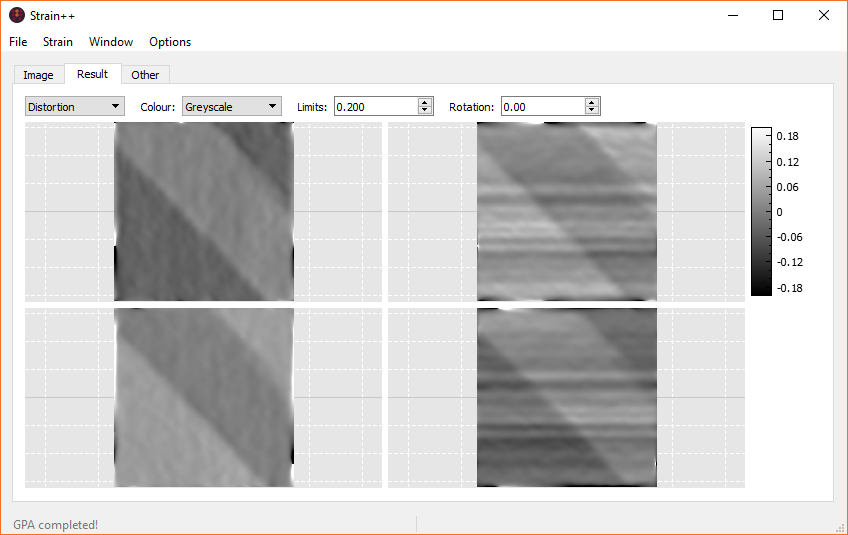 Strain++
File Strain Window Options
Image Result Other
Distortion Colour: Greyscale Limits: 0.200 Rotation: 0.00
0.18
0.12
0.06
0
-0.06
-0.12
-0.18
GPA completed!